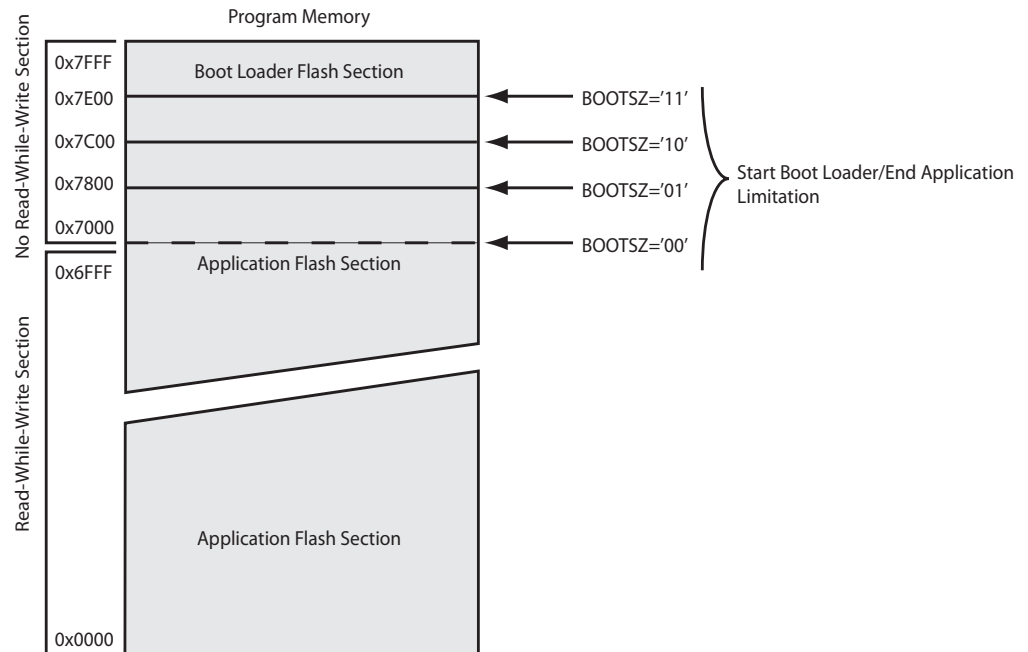 Program Memory
No Read-While-Write Section
0x7FFF
Boot Loader Flash Section
0x7E00
BOOTSZ='11'
0x7C00
BOOTSZ='10'
0x7800
BOOTSZ='01'
Start Boot Loader/End Application
Limitation
0x7000
BOOTSZ='00'
0x6FFF
Application Flash Section
Read-While-Write Section
Application Flash Section
0x0000